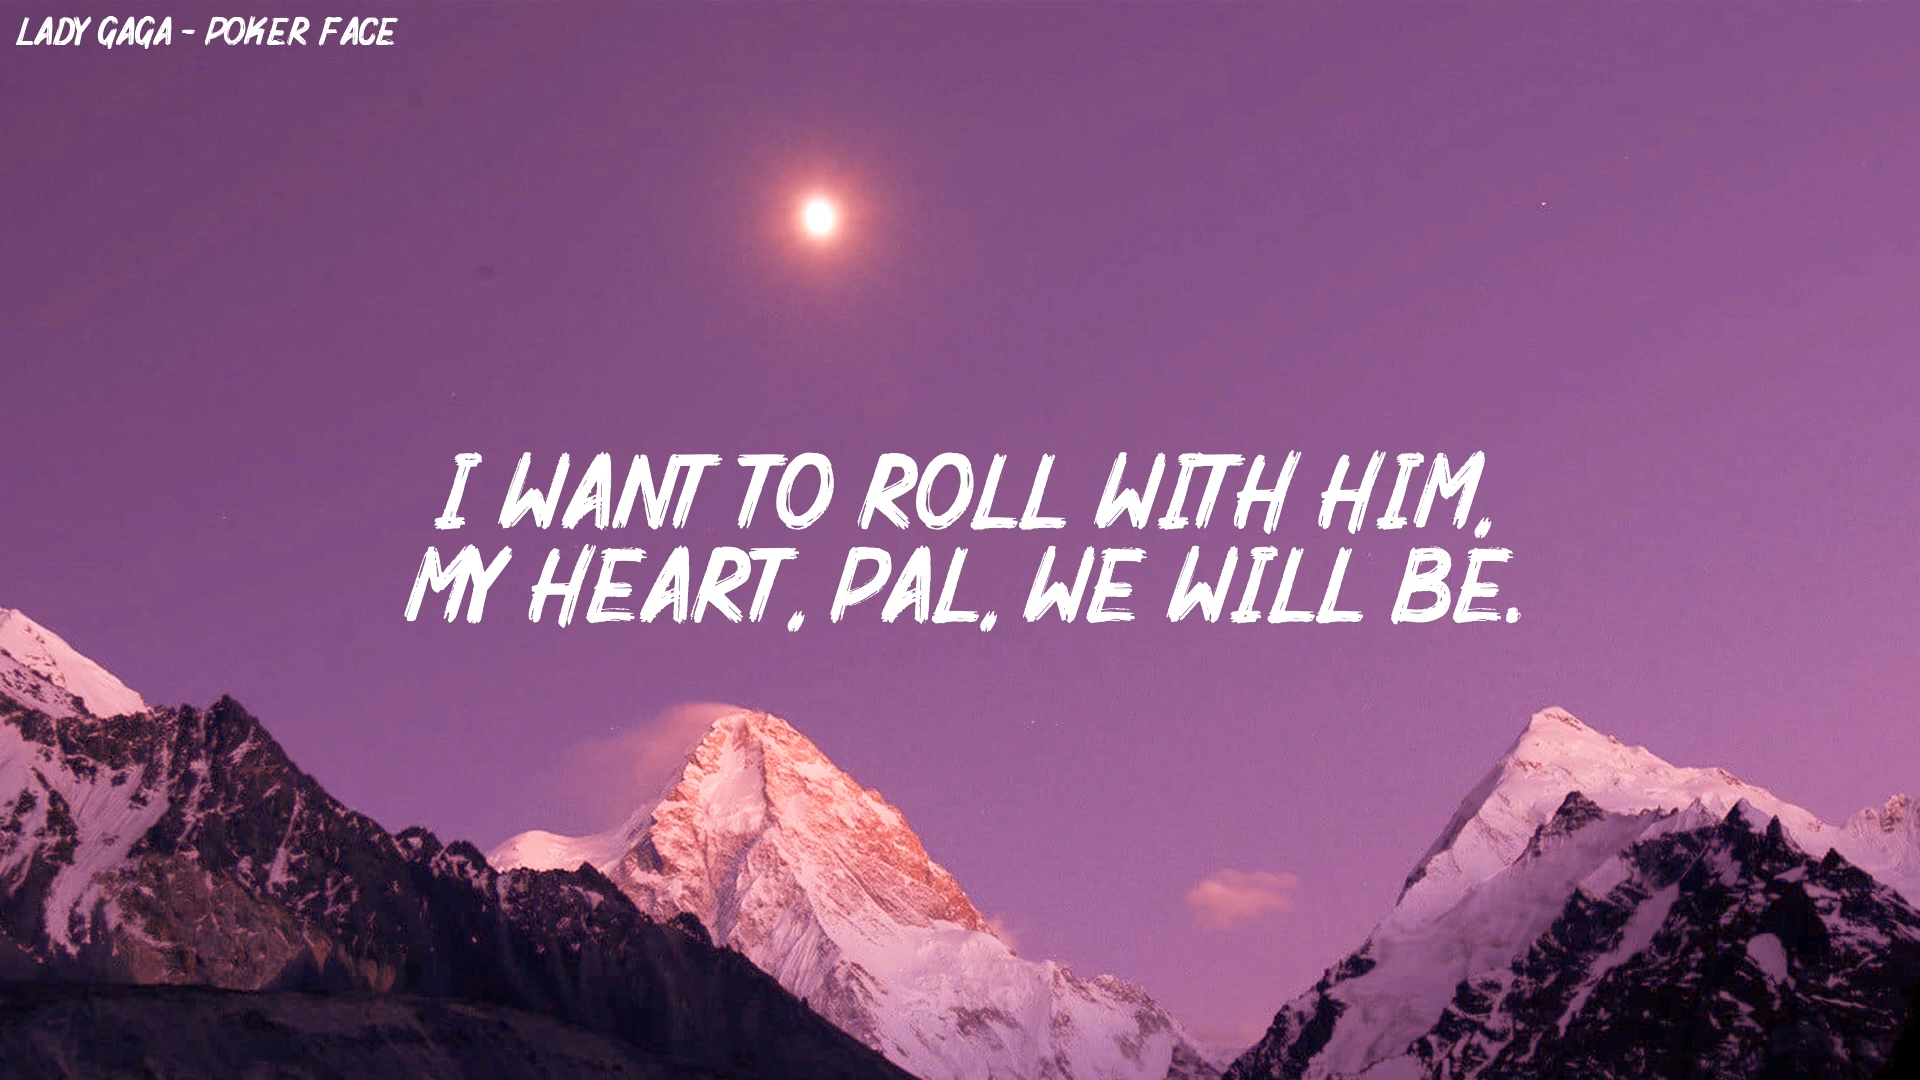 LADY GAGA - POKER FACE
I WANT TO ROLL WITH HIM,
MY HEART, PAL, WE WILL BE.